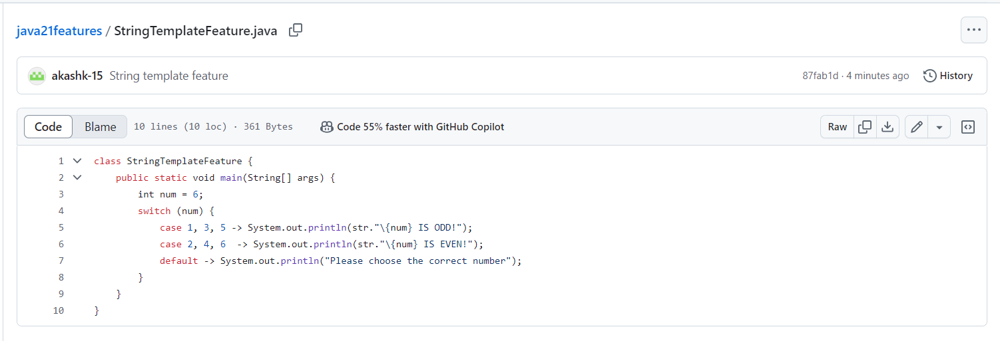 java21features / StringTemplateFeature.java
akashk-15 String template feature 87fab1d · 4 minutes ago History
Code Blame 10 lines (10 loc) · 361 Bytes Code 55% faster with GitHub Copilot Raw
1 class StringTemplateFeature {
2     public static void main(String[] args) {
3         int num = 6;
4         switch (num) {
5             case 1, 3, 5 -> System.out.println(str."\{num} IS ODD!");
6             case 2, 4, 6  -> System.out.println(str."\{num} IS EVEN!");
7             default -> System.out.println("Please choose the correct number");
8         }
9     }
10 }